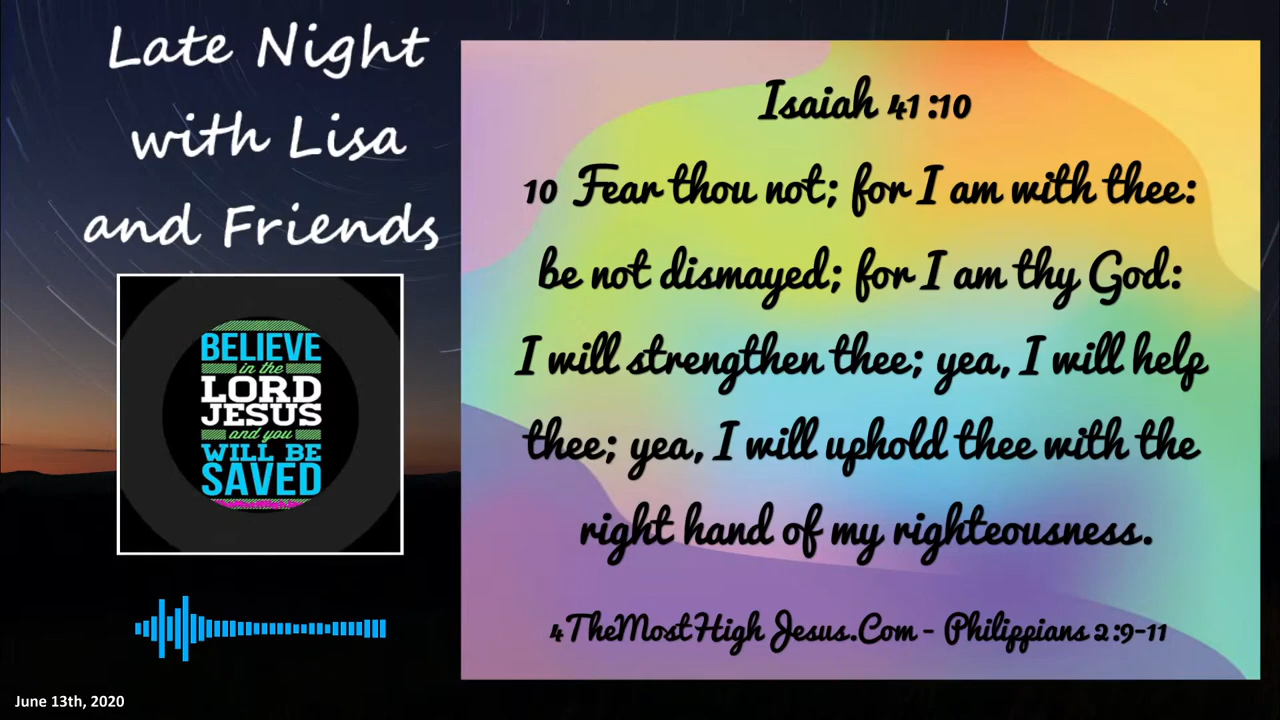 Late Night
with Lisa
and Friends
BELIEVE
in the
LORD
JESUS
and you
WILL BE
SAVED
June 13th, 2020
Isaiah 41:10
10 Fear thou not; for I am with thee:
be not dismayed; for I am thy God:
I will strengthen thee; yea, I will help
thee; yea, I will uphold thee with the
right hand of my righteousness.
4TheMostHigh Jesus.Com - Philippians 2:9-11